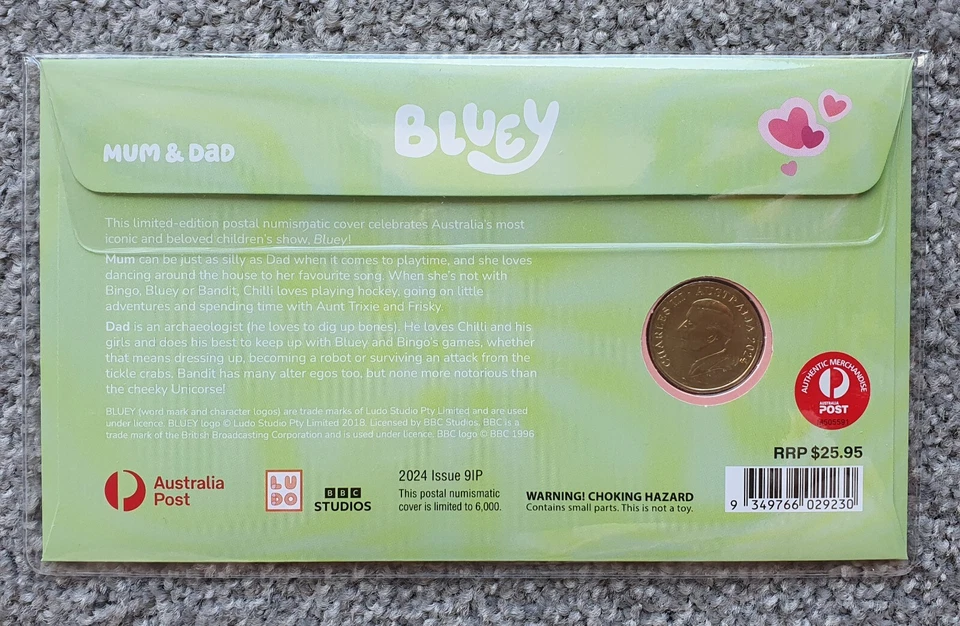 BLUEY
MUM & Dad
This limited-edition postal numismatic cover celebrates Australia's most
iconic and beloved children's show, Bluey!
Mum can be just as silly as Dad when it comes to playtime, and she loves
dancing around the house to her favourite song. When she's not with
Bingo, Bluey or Bandit, Chilli loves playing hockey, going on little
adventures and spending time with Aunt Trixie and Frisky.
Dad is an archaeologist (he loves to dig up bones). He loves Chilli and his
girls and does his best to keep up with Bluey and Bingo's games, whether
that means dressing up, becoming a robot or surviving an attack from the
tickle crabs. Bandit has many alter egos too, but none more notorious than
the cheeky Unicorse!
BLUEY (word mark and character logos) are trade marks of Ludo Studio Pty Limited and are used
under licence. BLUEY logo © Ludo Studio Pty Limited 2018. Licensed by BBC Studios. BBC is a
trade mark of the British Broadcasting Corporation and is used under licence. BBC logo © BBC 1996
CHARLES III AUSTRALIA 2024
AUTHENTIC MERCHANDISE
AUSTRALIA
POST
RRP $25.95
Australia
Post
LUDO
BBC
STUDIOS
2024 Issue 9IP
This postal numismatic
cover is limited to 6,000.
WARNING! CHOKING HAZARD
Contains small parts. This is not a toy.
9 349766 029230